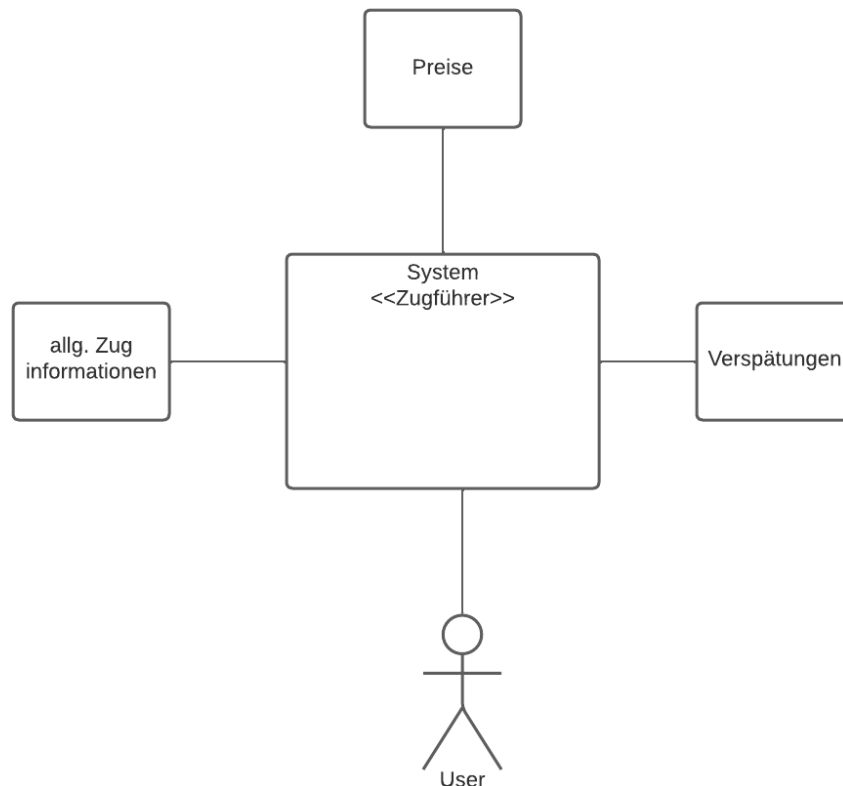 Preise
System
<<Zugführer>>
allg. Zug
informationen
Verspätungen
User